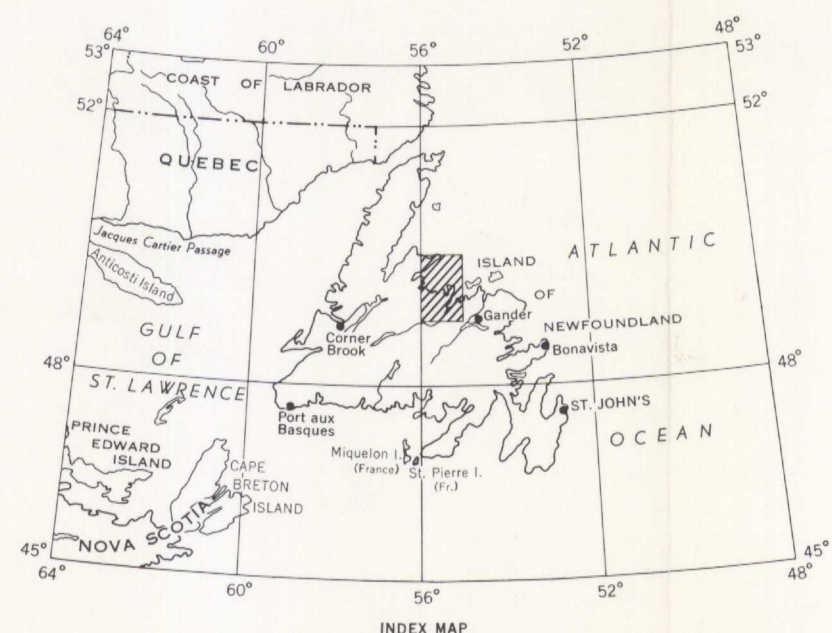 64° 60° 56° 52° 48°
53° 53°
COAST OF LABRADOR
52° 52°
QUEBEC
Jacques Cartier Passage
Anticosti Island
ATLANTIC
ISLAND
OF
NEWFOUNDLAND
Gander
Bonavista
GULF
OF
ST. LAWRENCE
Corner
Brook
48° 48°
Port aux
Basques
ST. JOHN'S
OCEAN
Miquelon I.
(France)
St. Pierre I.
(Fr.)
PRINCE
EDWARD
ISLAND
CAPE
BRETON
ISLAND
NOVA SCOTIA
45° 45°
64° 60° 56° 52° 48°
INDEX MAP